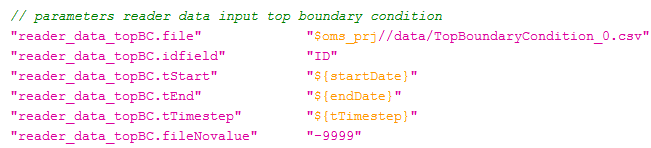 // parameters reader data input top boundary condition
"reader_data_topBC.file" "$oms_prj//data/TopBoundaryCondition_0.csv"
"reader_data_topBC.idfield" "ID"
"reader_data_topBC.tStart" "${startDate}"
"reader_data_topBC.tEnd" "${endDate}"
"reader_data_topBC.tTimestep" "${tTimestep}"
"reader_data_topBC.fileNovalue" "-9999"